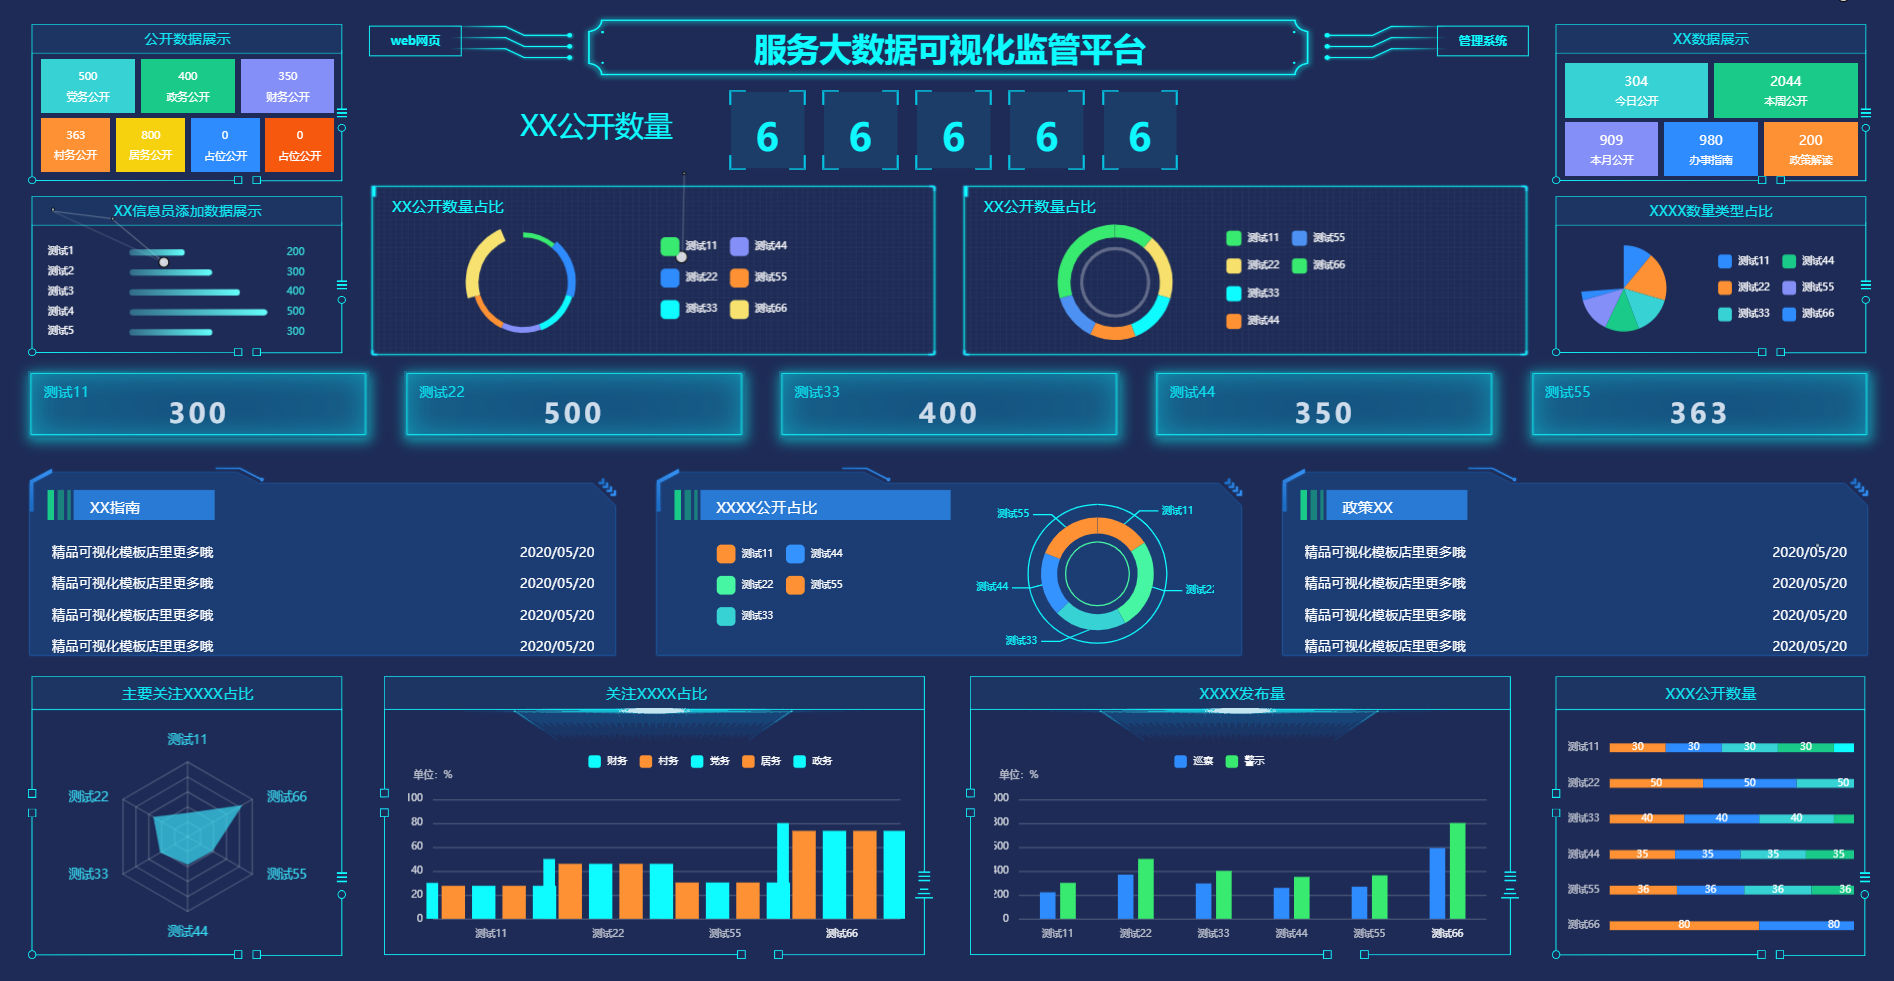 服务大数据可视化监管平台
web网页
管理系统
公开数据展示
500
党务公开
400
政务公开
350
财务公开
363
村务公开
800
居务公开
0
占位公开
0
占位公开
XX公开数量
6 6 6 6 6
XX数据展示
304
今日公开
2044
本周公开
909
本月公开
980
办事指南
200
政策解读
XX信息员添加数据展示
测试1 200
测试2 300
测试3 400
测试4 500
测试5 300
XX公开数量占比
测试11 测试44
测试22 测试55
测试33 测试66
XX公开数量占比
测试11 测试55
测试22 测试66
测试33
测试44
XXXX数量类型占比
测试11 测试44
测试22 测试55
测试33 测试66
测试11
300
测试22
500
测试33
400
测试44
350
测试55
363
XX指南
精品可视化模板店里更多哦 2020/05/20
精品可视化模板店里更多哦 2020/05/20
精品可视化模板店里更多哦 2020/05/20
精品可视化模板店里更多哦 2020/05/20
XXXX公开占比
测试11 测试44
测试22 测试55
测试33
测试55 测试11
测试44 测试2
测试33
政策XX
精品可视化模板店里更多哦 2020/05/20
精品可视化模板店里更多哦 2020/05/20
精品可视化模板店里更多哦 2020/05/20
精品可视化模板店里更多哦 2020/05/20
主要关注XXXX占比
测试11
测试22 测试66
测试33 测试55
测试44
关注XXXX占比
财务 村务 党务 居务 政务
单位：%
100
80
60
40
20
0
测试11 测试22 测试55 测试66
XXXX发布量
巡察 警示
单位：%
000
800
600
400
200
0
测试11 测试22 测试33 测试44 测试55 测试66
XXX公开数量
测试11 30 30 30 30
测试22 50 50 50
测试33 40 40 40
测试44 35 35 35 35
测试55 36 36 36 36
测试66 80 80